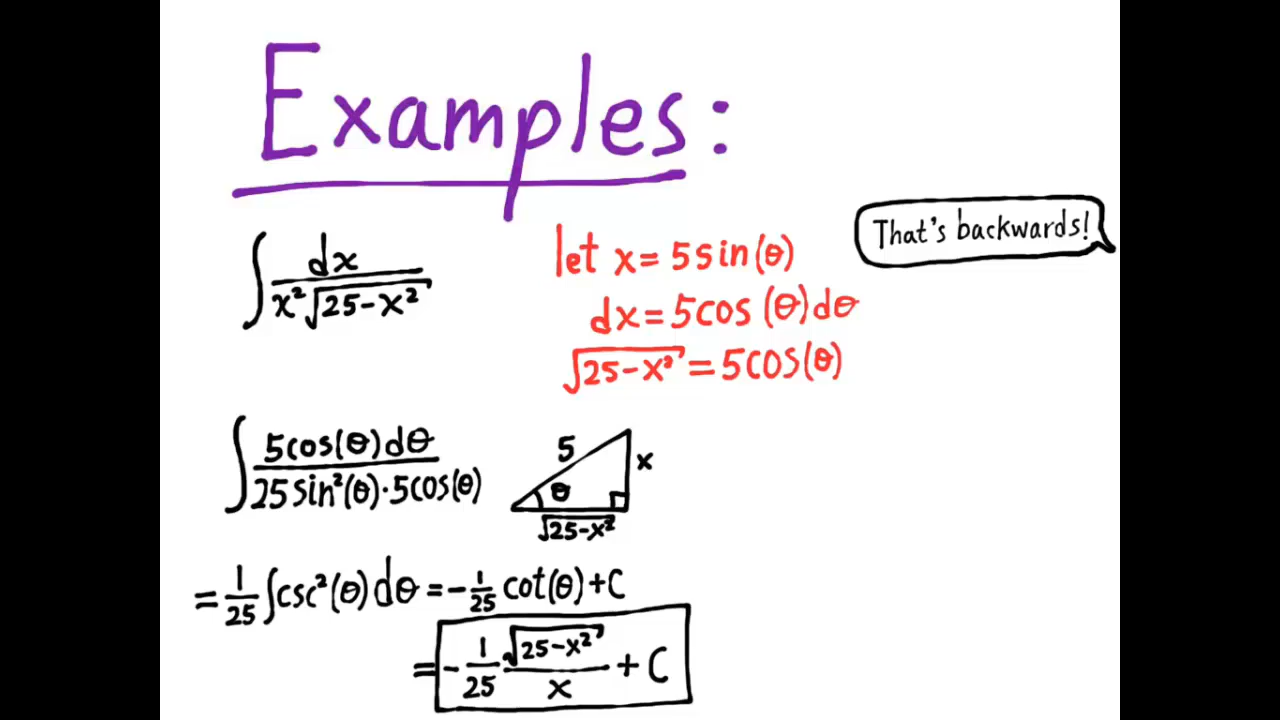 Examples:
∫ dx / x²√(25-x²)
let x = 5sin(θ)
dx = 5cos(θ)dθ
√(25-x²) = 5cos(θ)
That's backwards!
∫ 5cos(θ)dθ / 25sin²(θ)·5cos(θ)
5
x
θ
√(25-x²)
= 1/25 ∫csc²(θ)dθ = -1/25 cot(θ)+C
= -1/25 √(25-x²)/x + C